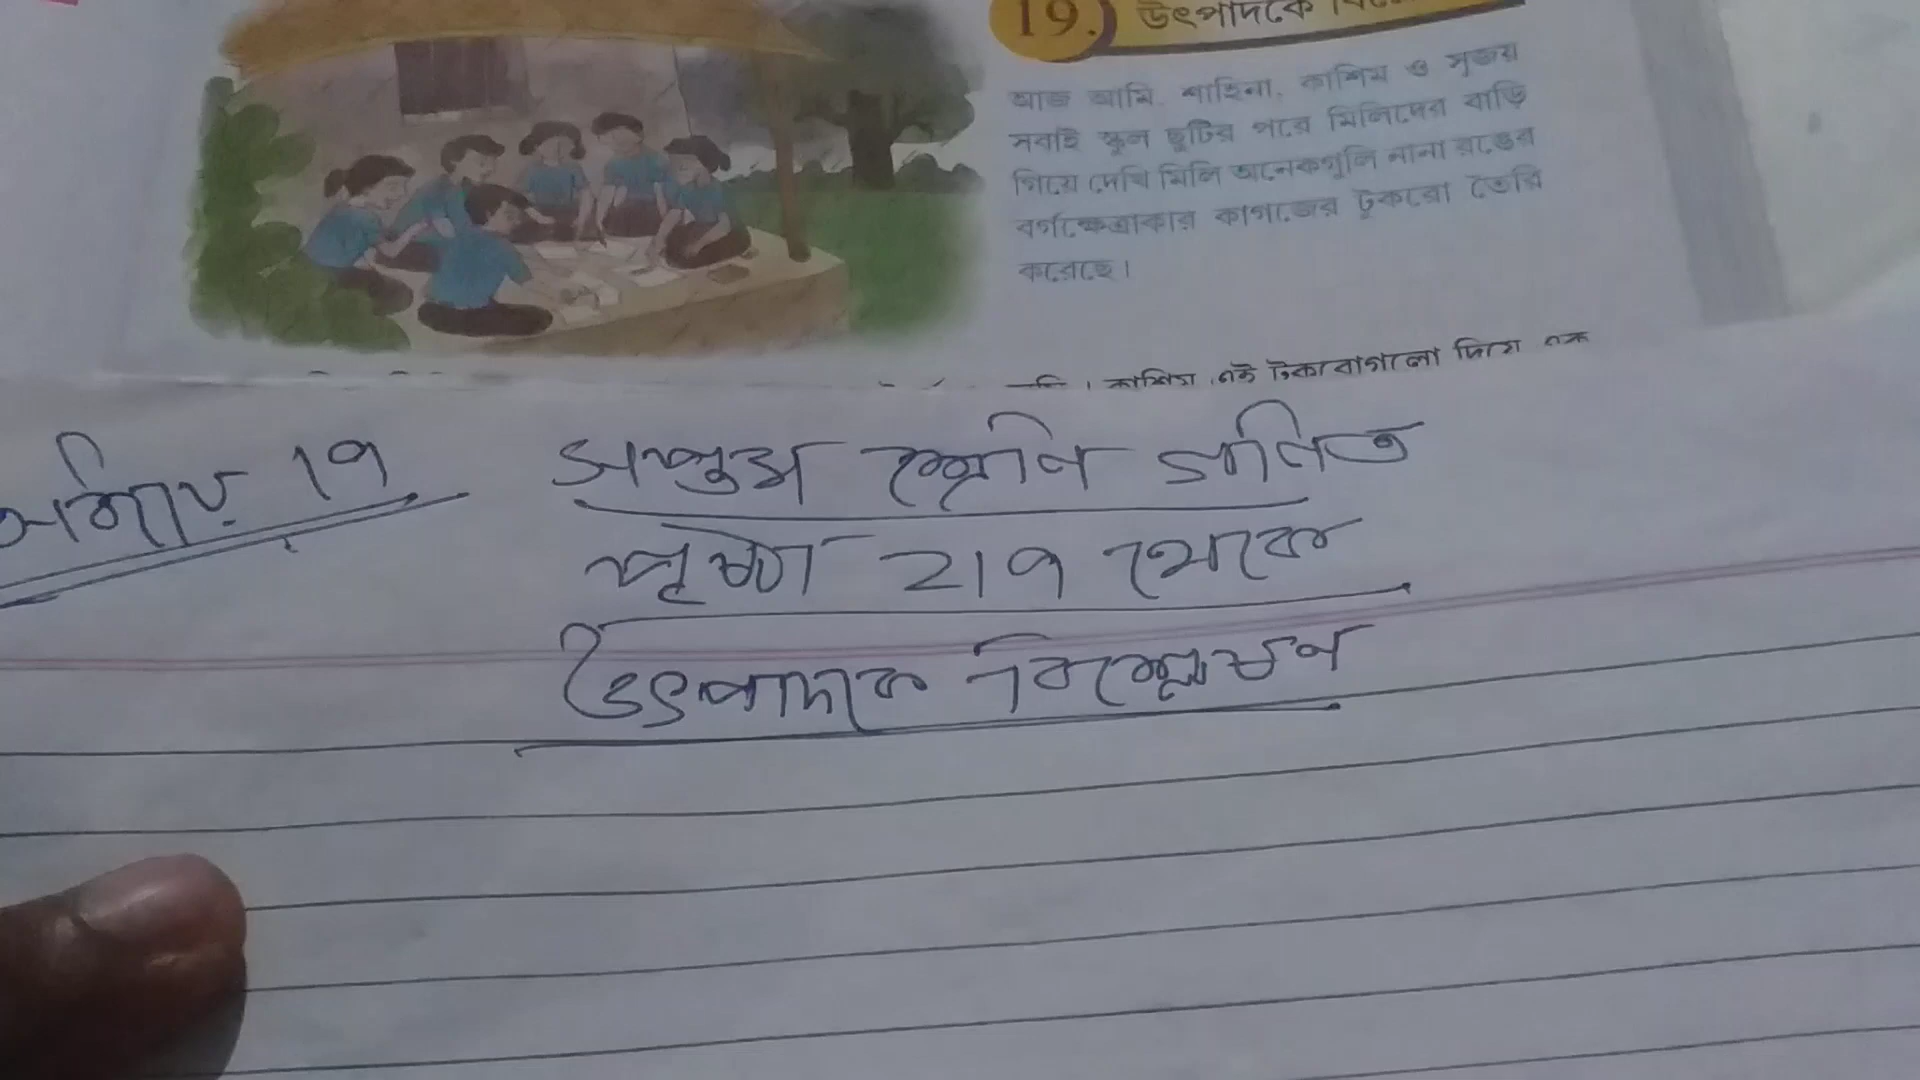 19. উৎপাদকে
আজ আমি, শাহিনা, কাশিম ও সৃজয়
সবাই স্কুল ছুটির পরে মিলিদের বাড়ি
গিয়ে দেখি মিলি অনেকগুলি নানা রঙের
বর্গক্ষেত্রাকার কাগজের টুকরো তৈরি
করেছে।
অধ্যায় 19
সপ্তম শ্রেণি গণিত
পৃষ্ঠা 219 থেকে
উৎপাদকে বিশ্লেষণ